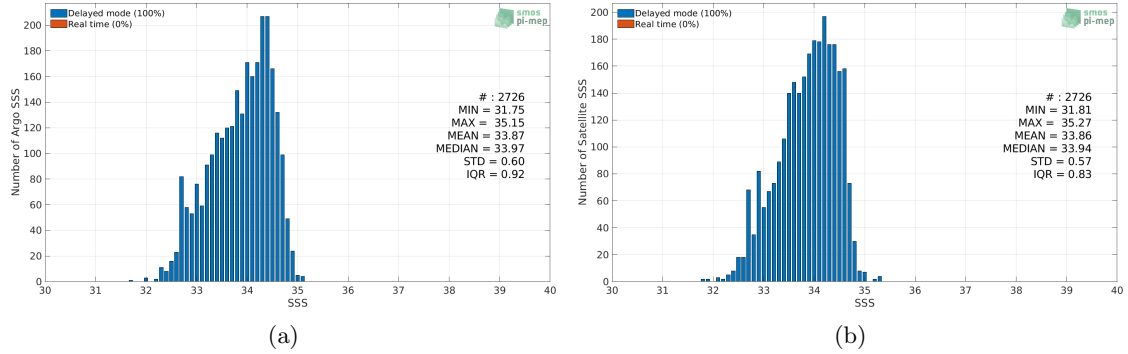 Delayed mode (100%)
Real time (0%)
smos
pi-mep
Number of Argo SSS
200
180
160
140
120
100
80
60
40
20
0
# : 2726
MIN = 31.75
MAX = 35.15
MEAN = 33.87
MEDIAN = 33.97
STD = 0.60
IQR = 0.92
30 31 32 33 34 35 36 37 38 39 40
SSS
(a)
Delayed mode (100%)
Real time (0%)
smos
pi-mep
Number of Satellite SSS
200
180
160
140
120
100
80
60
40
20
0
# : 2726
MIN = 31.81
MAX = 35.27
MEAN = 33.86
MEDIAN = 33.94
STD = 0.57
IQR = 0.83
30 31 32 33 34 35 36 37 38 39 40
SSS
(b)